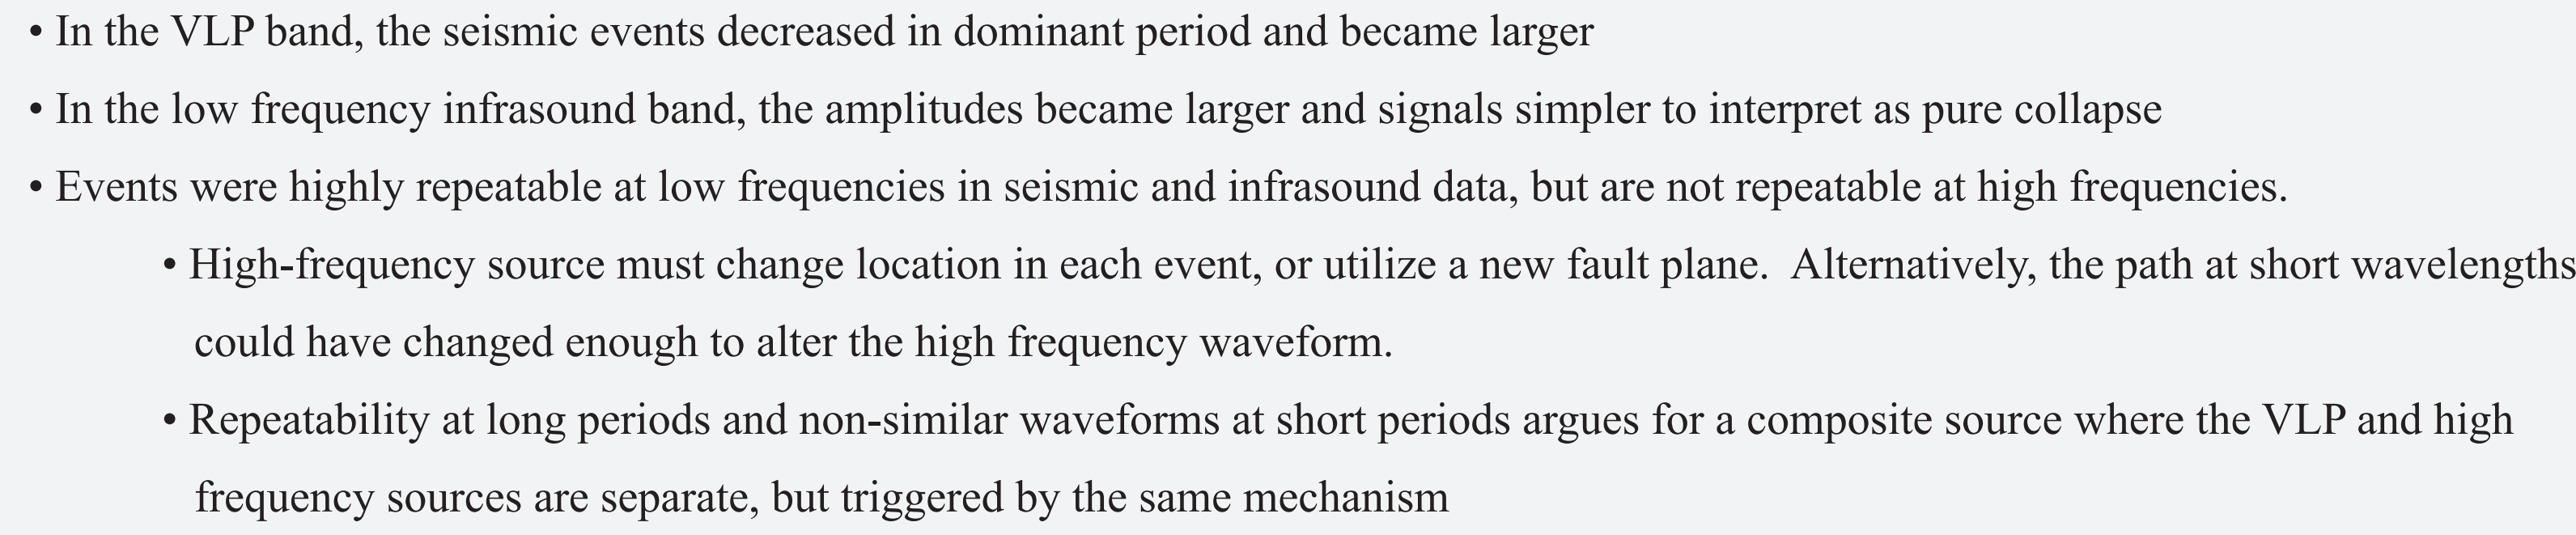 • In the VLP band, the seismic events decreased in dominant period and became larger
• In the low frequency infrasound band, the amplitudes became larger and signals simpler to interpret as pure collapse
• Events were highly repeatable at low frequencies in seismic and infrasound data, but are not repeatable at high frequencies.
• High-frequency source must change location in each event, or utilize a new fault plane.  Alternatively, the path at short wavelengths
could have changed enough to alter the high frequency waveform.
• Repeatability at long periods and non-similar waveforms at short periods argues for a composite source where the VLP and high
frequency sources are separate, but triggered by the same mechanism